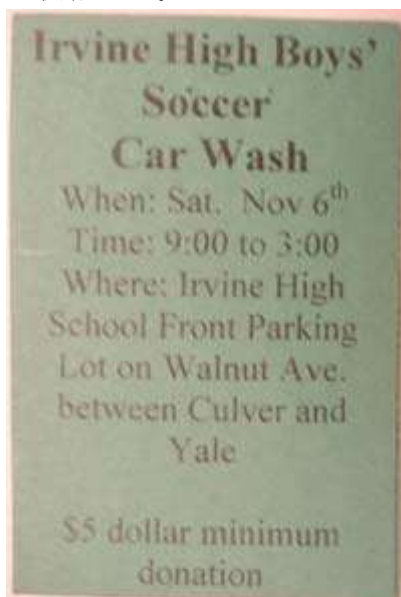 Irvine High Boys'
Soccer
Car Wash
When: Sat. Nov 6th
Time: 9:00 to 3:00
Where: Irvine High
School Front Parking
Lot on Walnut Ave.
between Culver and
Yale
$5 dollar minimum
donation